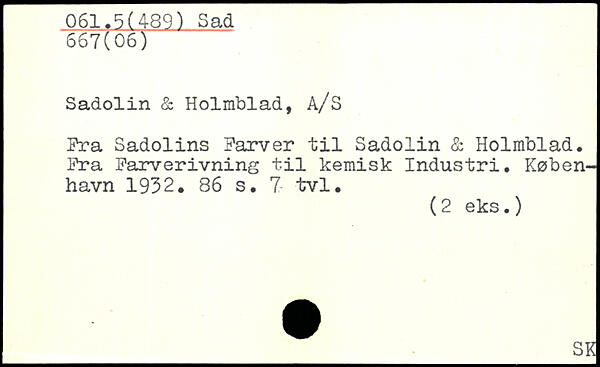 061.5(489) Sad
667(06)
Sadolin & Holmblad, A/S
Fra Sadolins Farver til Sadolin & Holmblad.
Fra Farverivning til kemisk Industri. Køben-
havn 1932. 86 s. 7 tvl.
(2 eks.)
SK